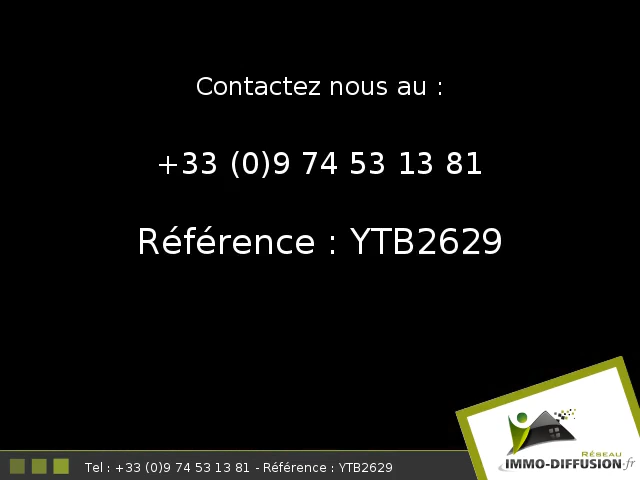 Contactez nous au :
+33 (0)9 74 53 13 81
Référence : YTB2629
RÉSEAU
IMMO-DIFFUSION.fr
Tel : +33 (0)9 74 53 13 81 - Référence : YTB2629